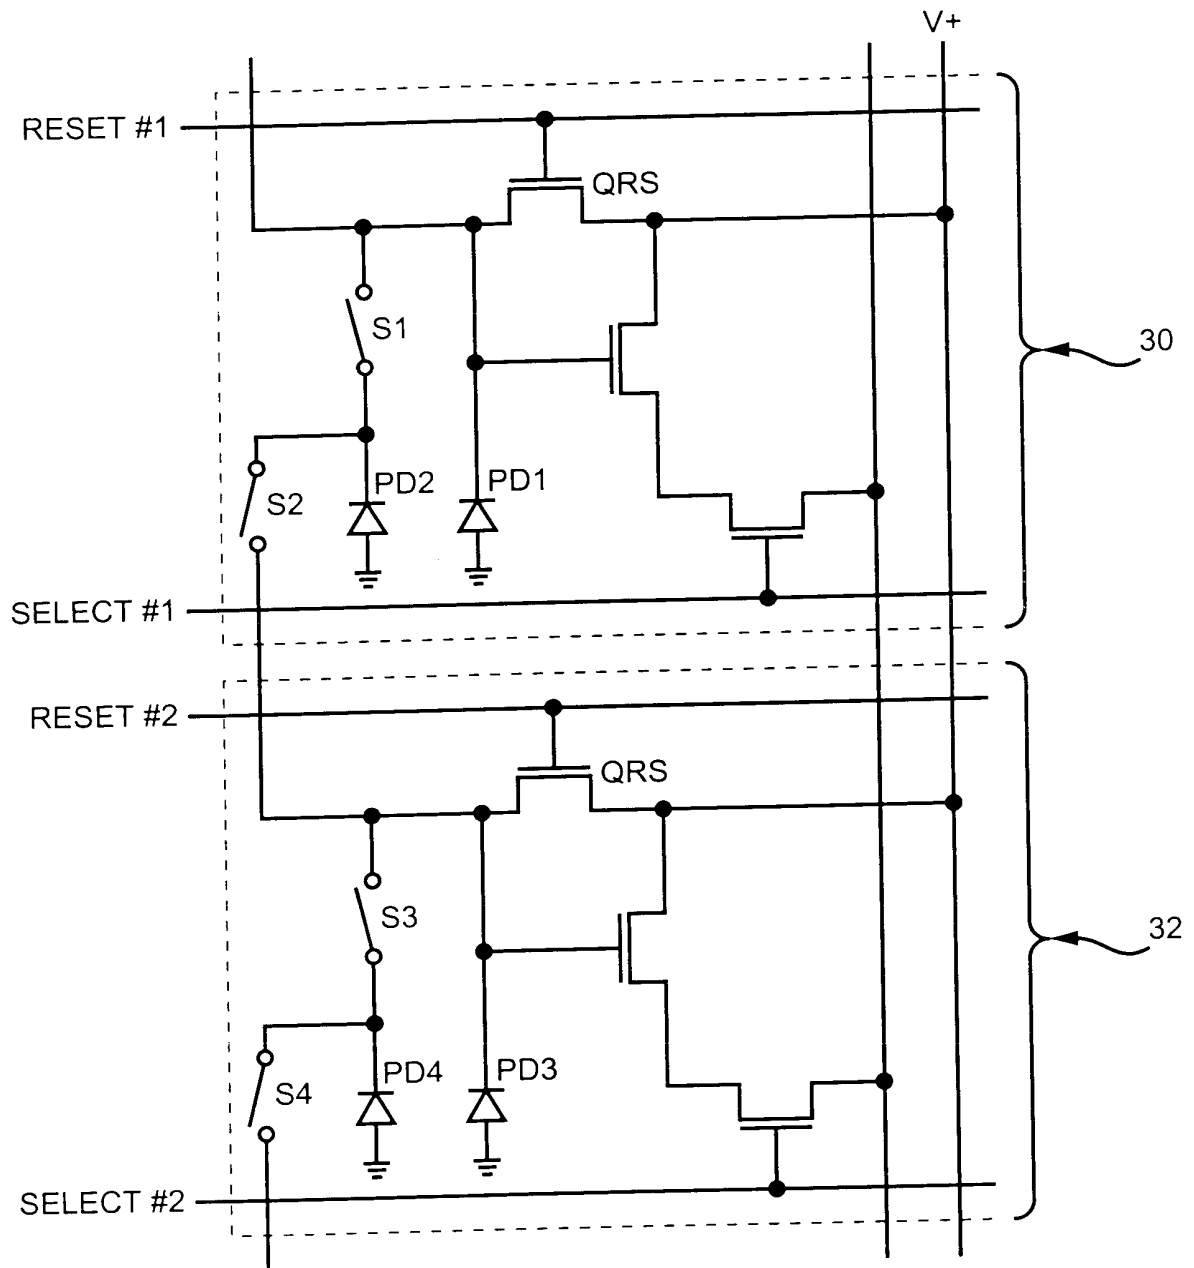 V+
RESET #1
QRS
S1
30
PD2
PD1
S2
SELECT #1
RESET #2
QRS
S3
32
PD4
PD3
S4
SELECT #2